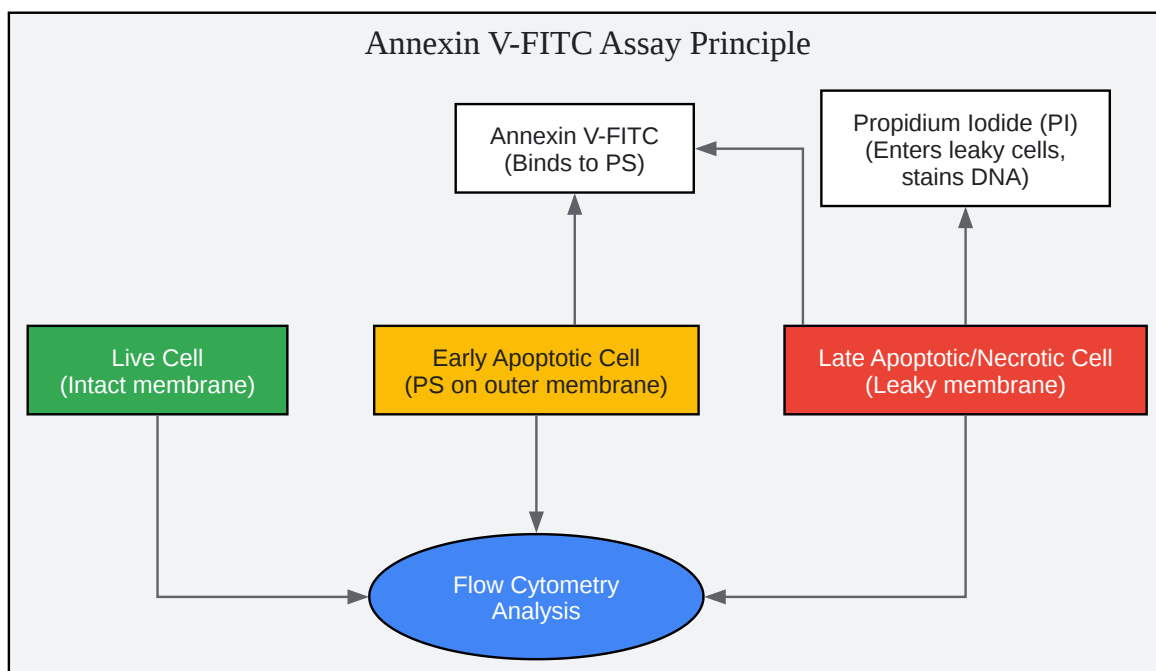 Annexin V-FITC Assay Principle
Annexin V-FITC
(Binds to PS)
Propidium Iodide (PI)
(Enters leaky cells,
stains DNA)
Live Cell
(Intact membrane)
Early Apoptotic Cell
(PS on outer membrane)
Late Apoptotic/Necrotic Cell
(Leaky membrane)
Flow Cytometry
Analysis